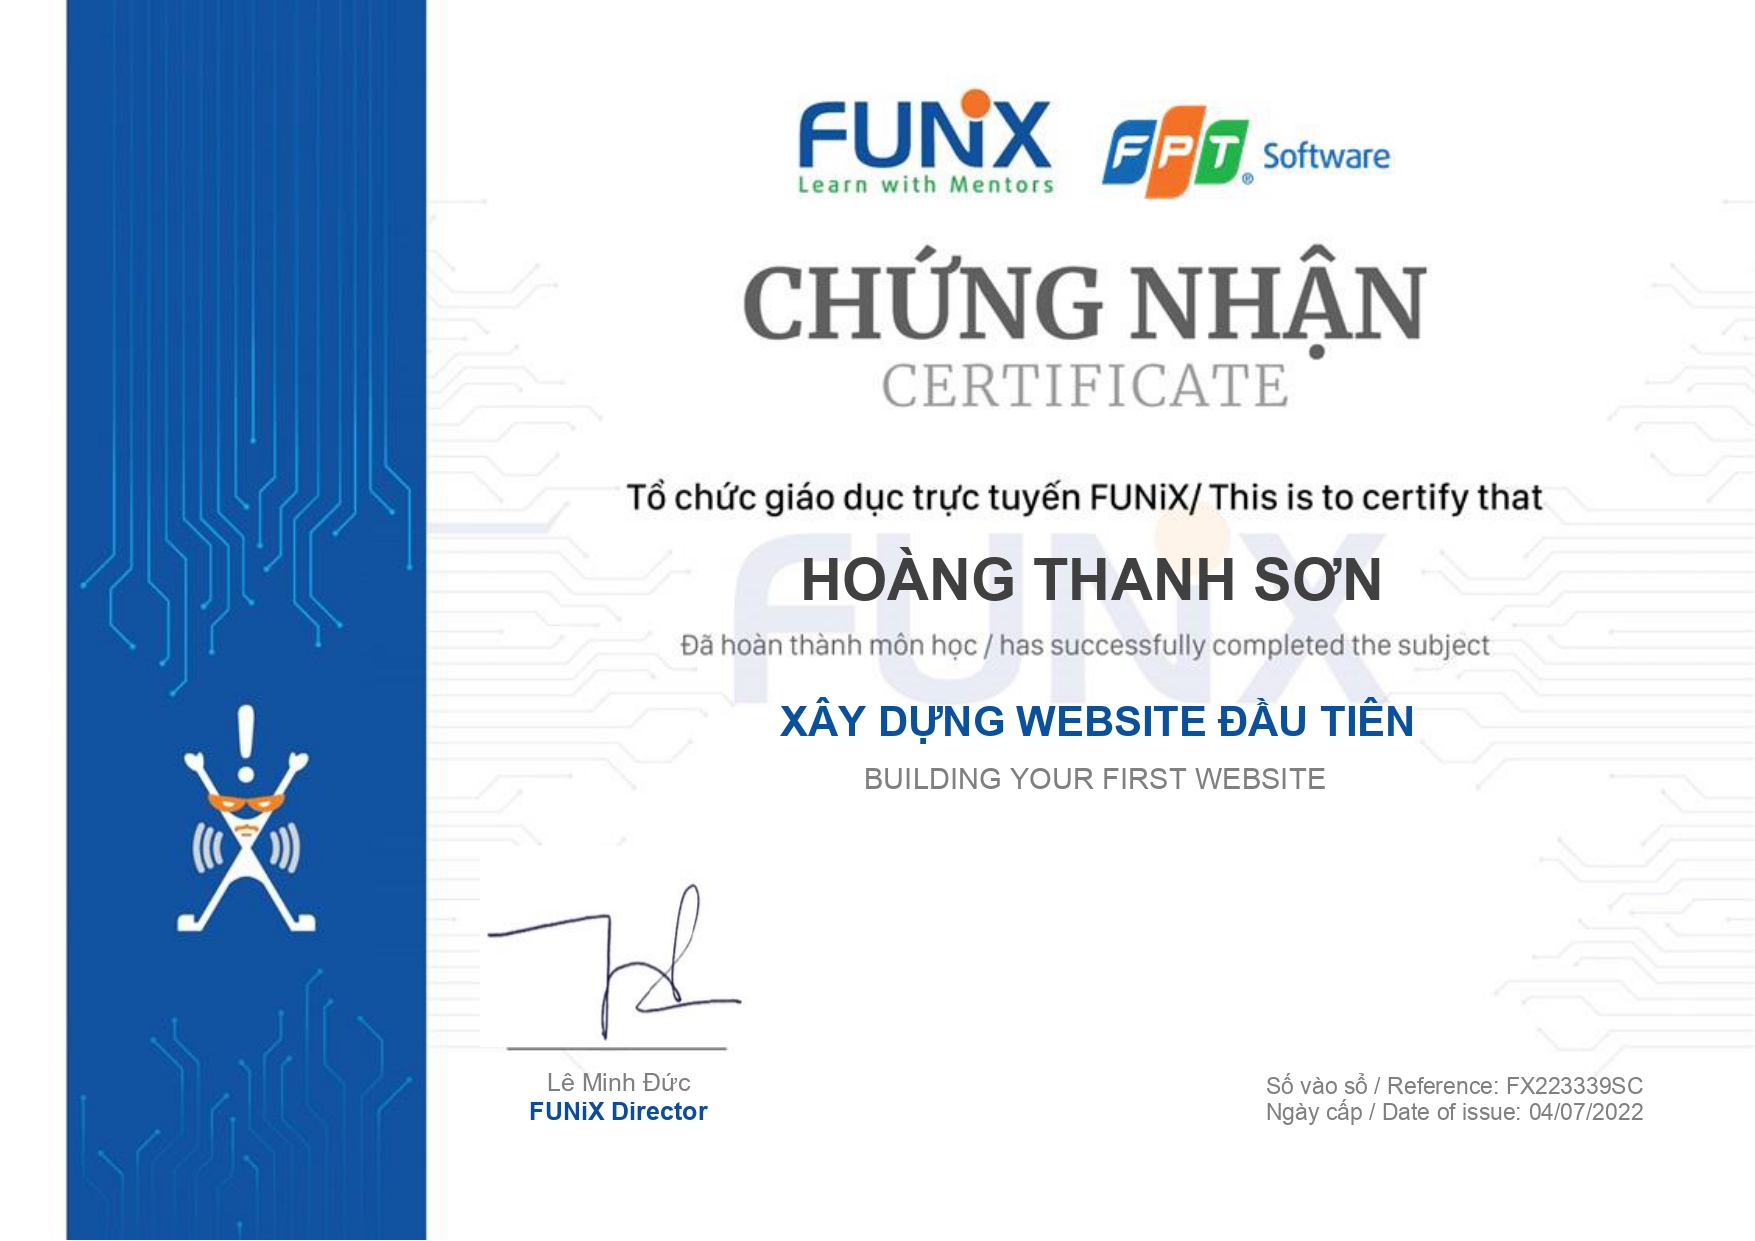 FUNiX
Learn with Mentors
FPT® Software
CHỨNG NHẬN
CERTIFICATE
Tổ chức giáo dục trực tuyến FUNiX/ This is to certify that
HOÀNG THANH SƠN
Đã hoàn thành môn học / has successfully completed the subject
XÂY DỰNG WEBSITE ĐẦU TIÊN
BUILDING YOUR FIRST WEBSITE
Lê Minh Đức
FUNiX Director
Số vào sổ / Reference: FX223339SC
Ngày cấp / Date of issue: 04/07/2022